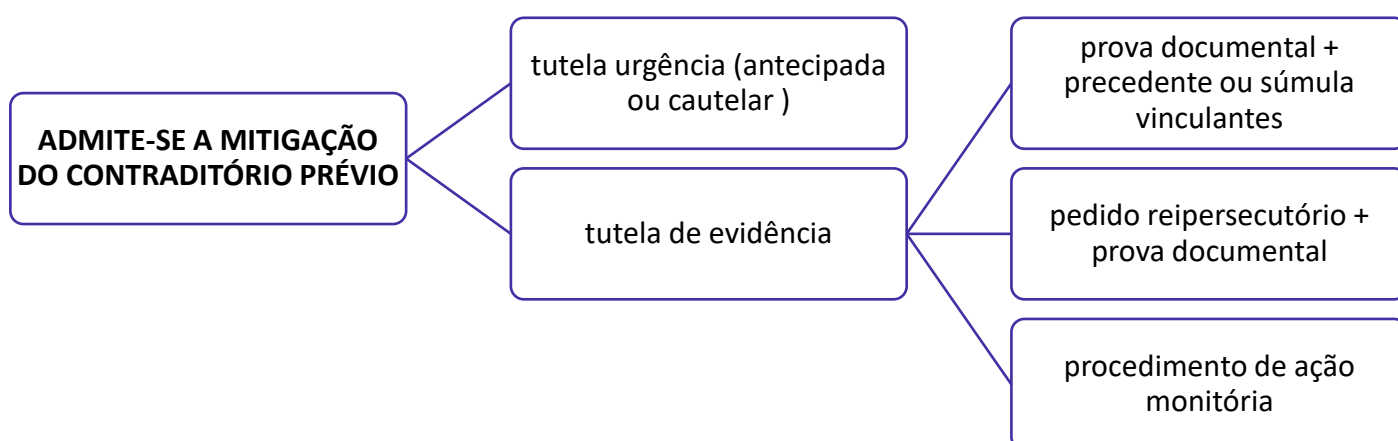 ADMITE-SE A MITIGAÇÃO
DO CONTRADITÓRIO PRÉVIO
tutela urgência (antecipada
ou cautelar )
tutela de evidência
prova documental +
precedente ou súmula
vinculantes
pedido reipersecutório +
prova documental
procedimento de ação
monitória